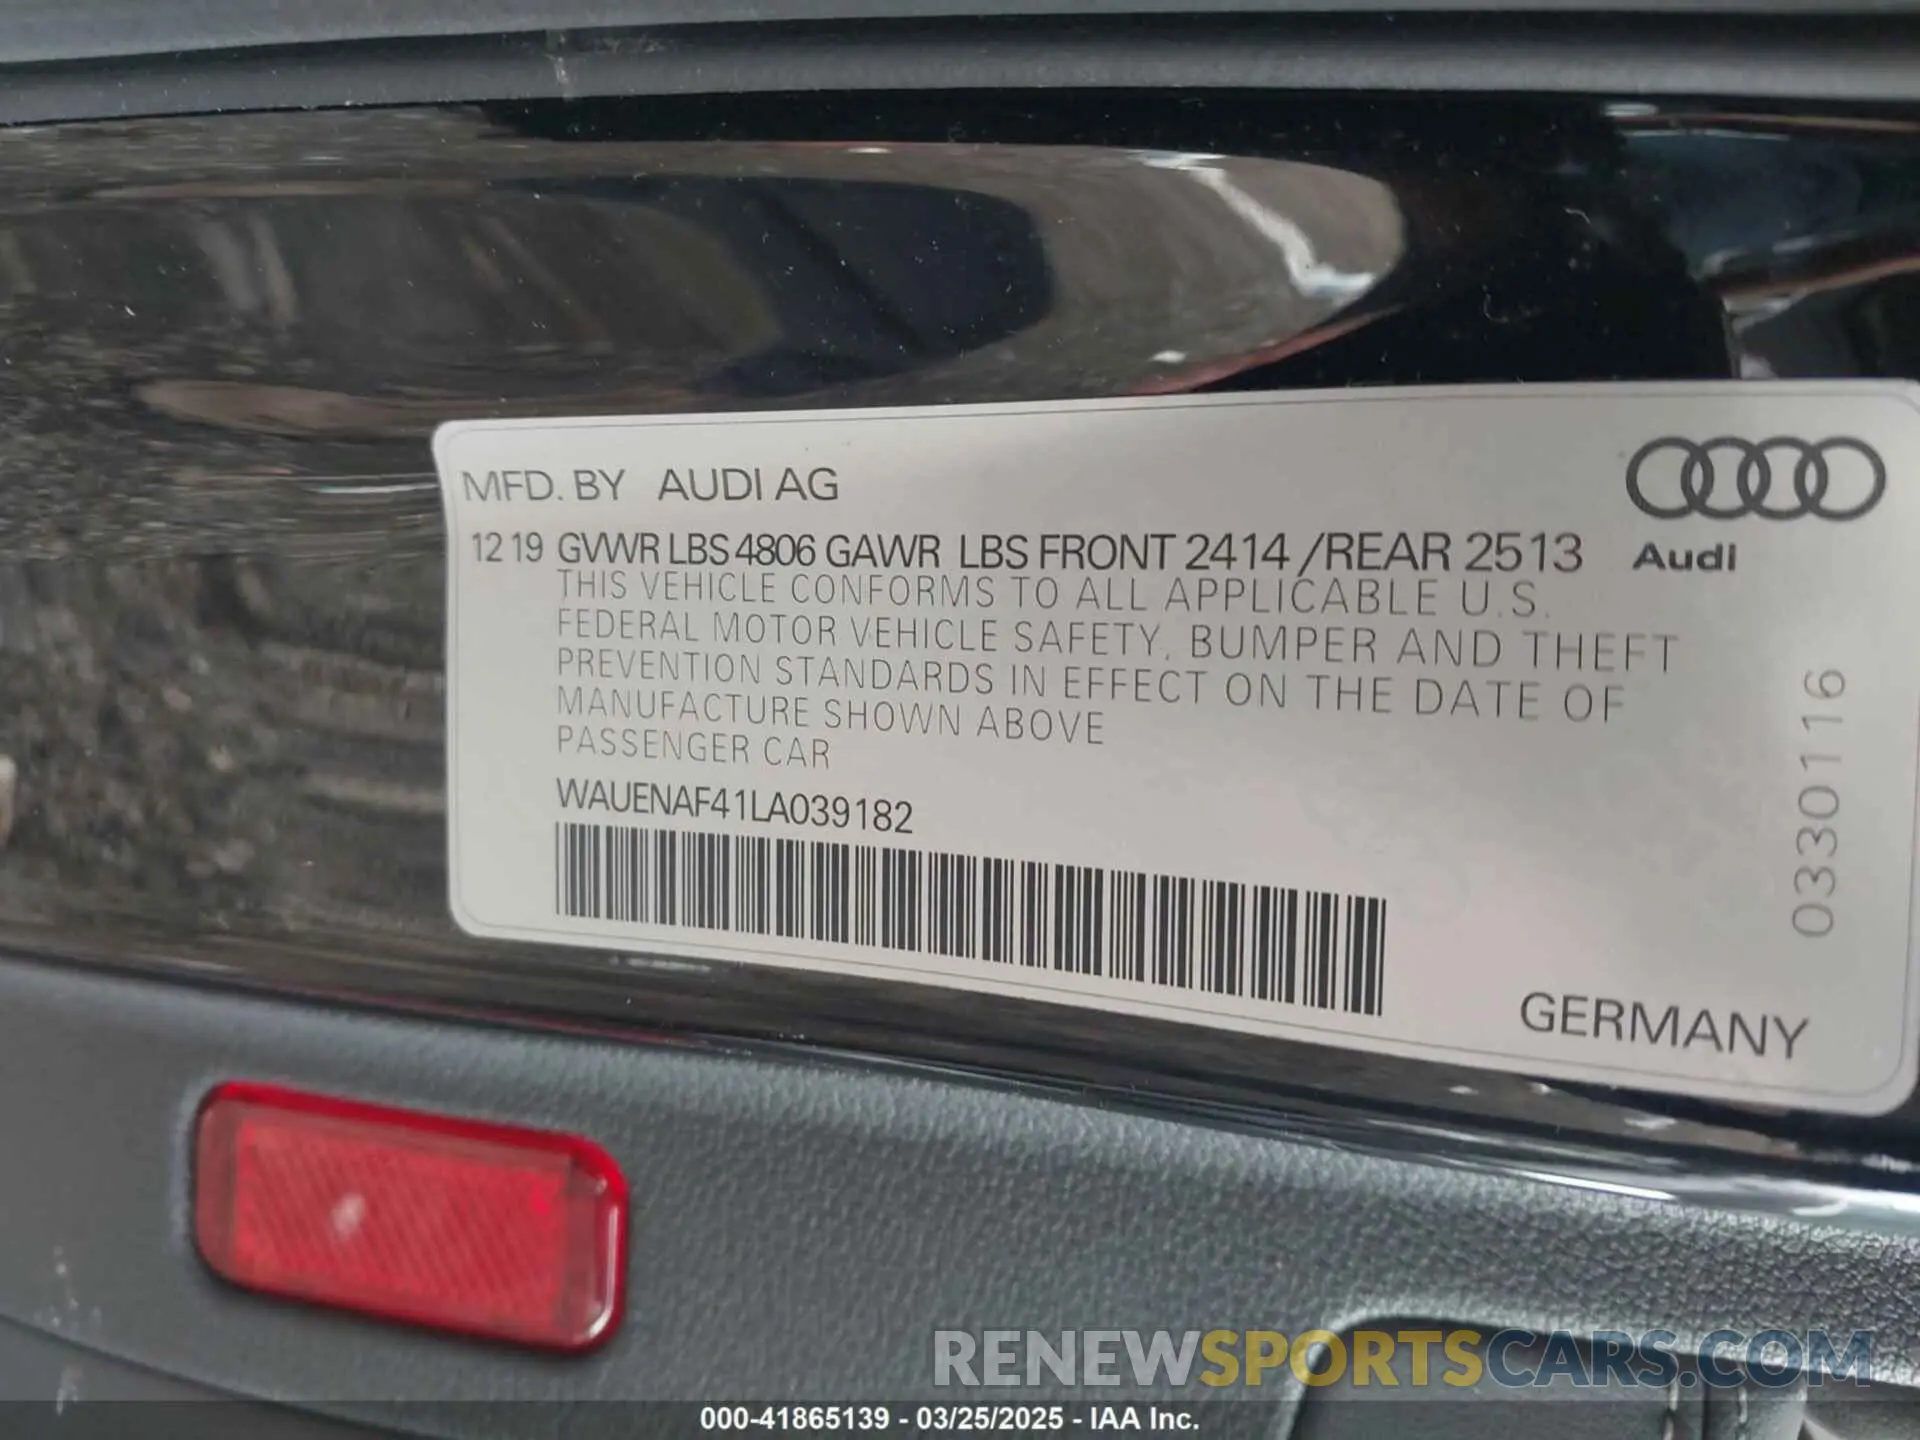 MFD. BY AUDI AG
12 19 GVWR LBS 4806 GAWR LBS FRONT 2414 /REAR 2513
Audi
THIS VEHICLE CONFORMS TO ALL APPLICABLE U.S.
FEDERAL MOTOR VEHICLE SAFETY, BUMPER AND THEFT
PREVENTION STANDARDS IN EFFECT ON THE DATE OF
MANUFACTURE SHOWN ABOVE
PASSENGER CAR
WAUENAF41LA039182
0330116
GERMANY
RENEWSPORTSCARS.COM
000-41865139 - 03/25/2025 - IAA Inc.